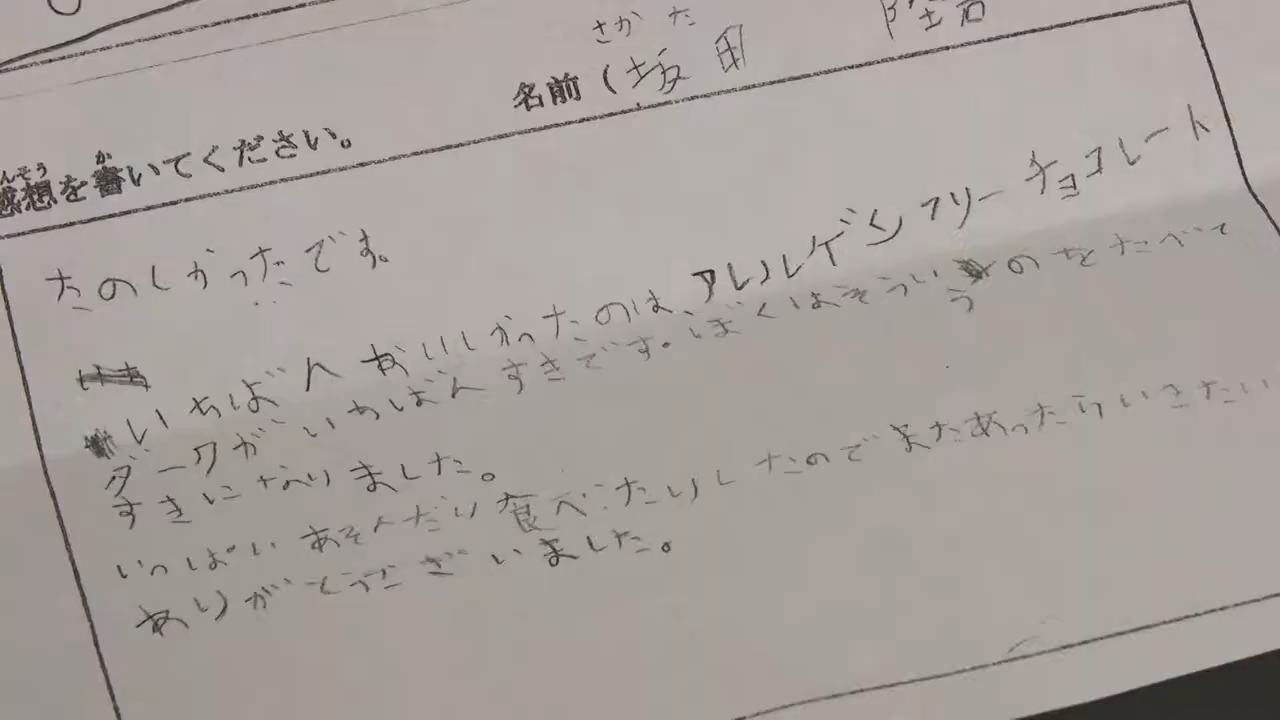 さかた
名前(坂田
感想を書いてください。
んそう
か
たのしかったです。
いちばんおいしかったのは、アレルゲンフリーチョコレート
ダークがいちばんすきです。ぼくはそういうのをたべて
すきになりました。
いっぱいあそんだり食べたりしたのでまたあったらいきたい
ありがとうございました。